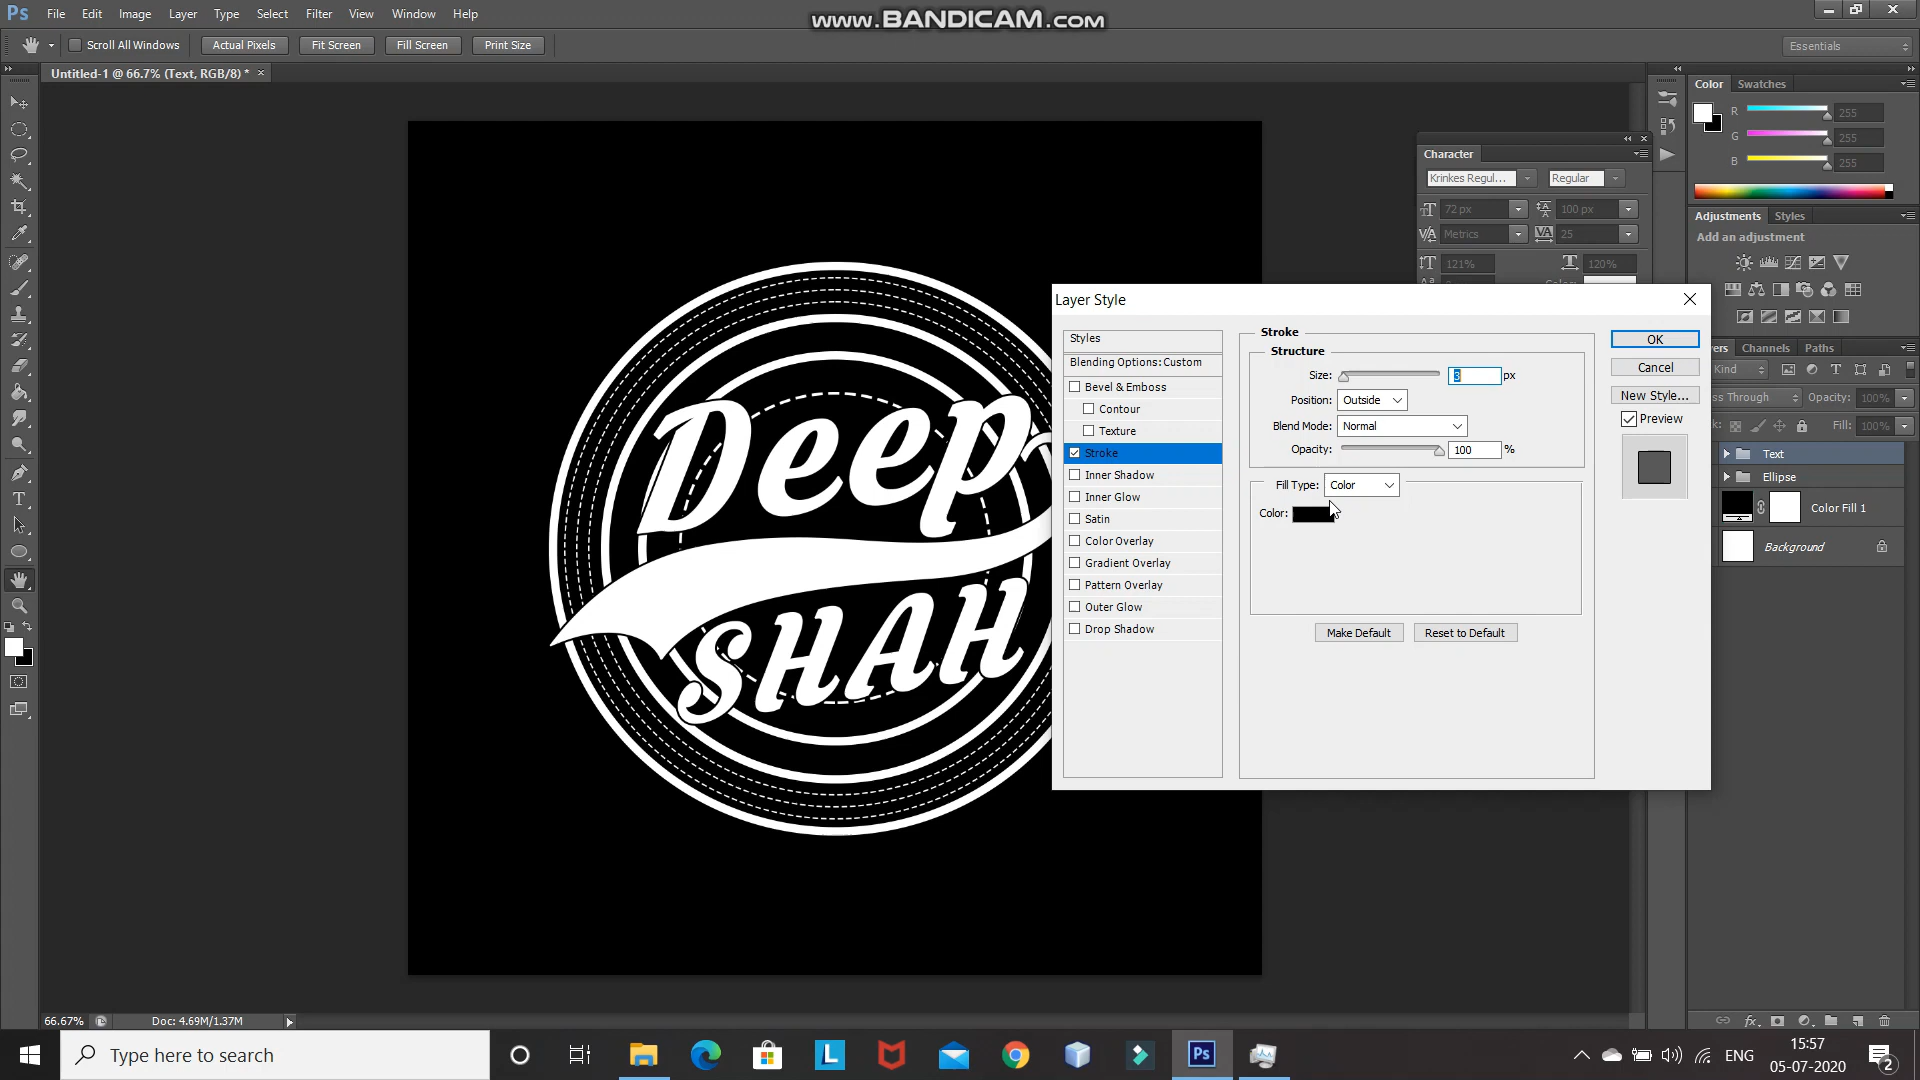 Ps File Edit Image Layer Type Select Filter View Window Help
WWW.BANDICAM.COM
Scroll All Windows Actual Pixels Fit Screen Fill Screen Print Size
Essentials
Untitled-1 @ 66.7% (Text, RGB/8) *
Color Swatches
R 255
G 255
B 255
Character
Krinkes Regul... Regular
72 px 100 px
Metrics 25
121% 120%
Adjustments Styles
Add an adjustment
Channels Paths
Kind
Opacity: 100%
Fill: 100%
Text
Ellipse
Color Fill 1
Background
Deep
SHAH
Layer Style
Styles
Blending Options: Custom
Bevel & Emboss
Contour
Texture
Stroke
Inner Shadow
Inner Glow
Satin
Color Overlay
Gradient Overlay
Pattern Overlay
Outer Glow
Drop Shadow
Stroke
Structure
Size: 3 px
Position: Outside
Blend Mode: Normal
Opacity: 100 %
Fill Type: Color
Color:
Make Default Reset to Default
OK
Cancel
New Style...
Preview
66.67% Doc: 4.69M/1.37M
Type here to search
L
Ps
ENG
15:57
05-07-2020
2